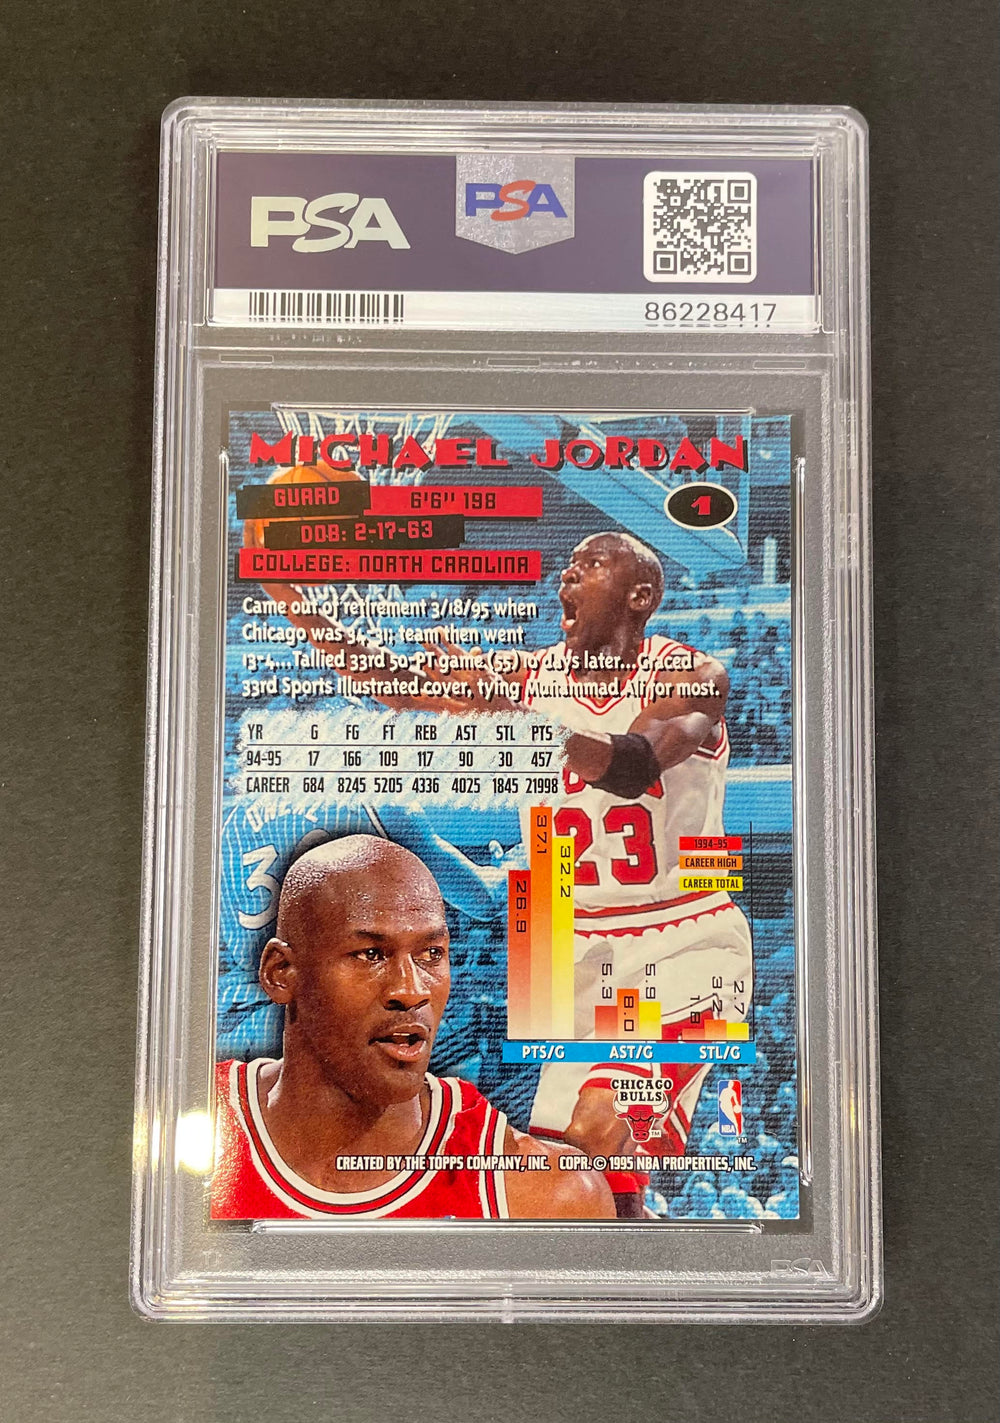 PSA
PSA
86228417
MICHAEL JORDAN
1
GUARD
6'6" 198
DOB: 2-17-63
COLLEGE: NORTH CAROLINA
Came out of retirement 3/18/95 when
Chicago was 34-31; team then went
13-4...Tallied 33rd 50-PT game (55) 10 days later...Graced
33rd Sports Illustrated cover, tying Muhammad Ali for most.
YR G FG FT REB AST STL PTS
94-95 17 166 109 117 90 30 457
CAREER 684 8245 5205 4336 4025 1845 21998
23
1994-95
CAREER HIGH
CAREER TOTAL
26.9 37.1 32.2
5.3 8.0 5.9
1.8 3.2 2.7
PTS/G AST/G STL/G
3
CHICAGO
BULLS
TM
NBA
TM
CREATED BY THE TOPPS COMPANY, INC. COPR. © 1995 NBA PROPERTIES, INC.
PSA